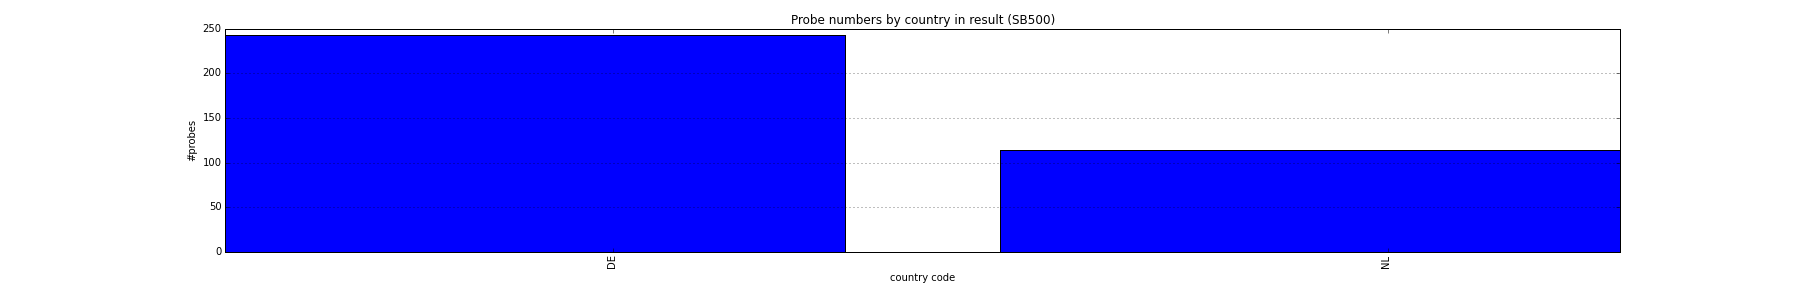 Probe numbers by country in result (SB500)
250
200
150
100
50
0
#probes
DE
NL
country code